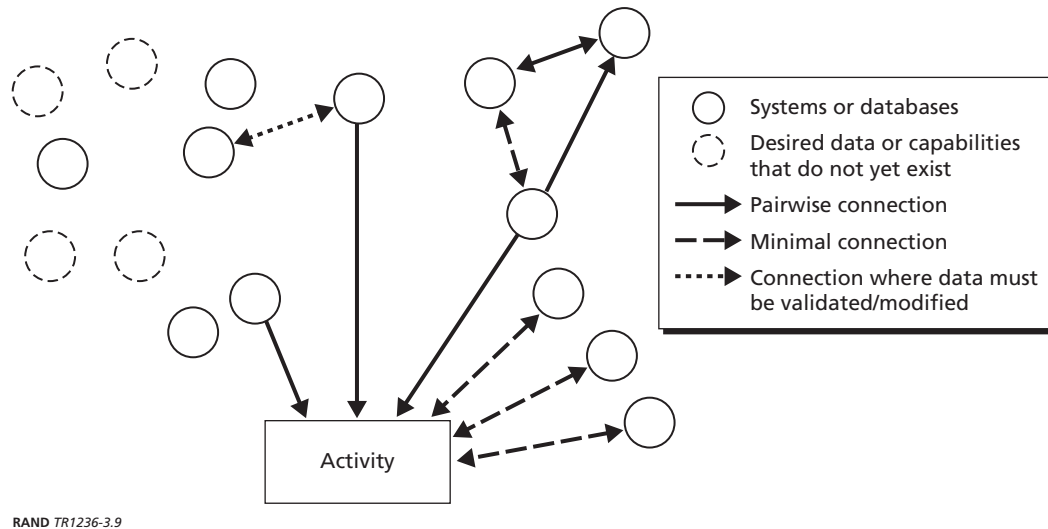 Systems or databases
Desired data or capabilities
that do not yet exist
Pairwise connection
Minimal connection
Connection where data must
be validated/modified
Activity
RAND TR1236-3.9